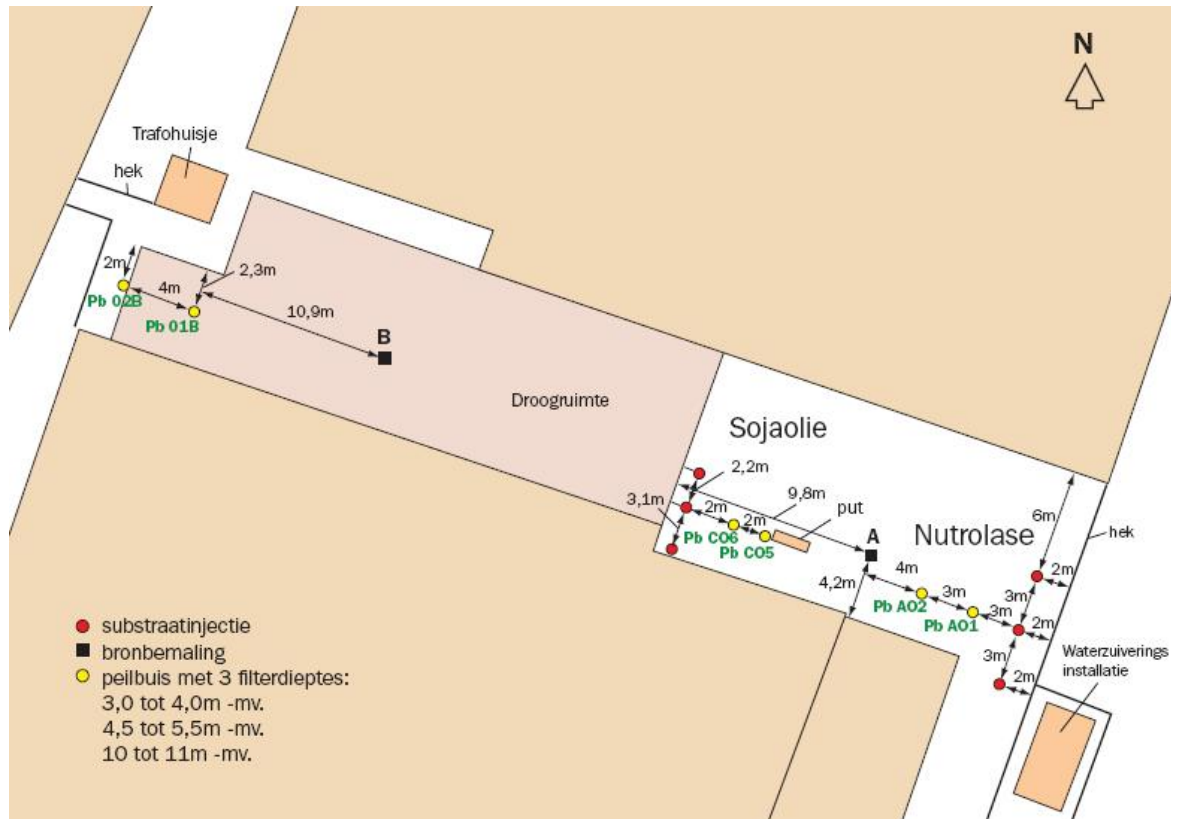 N
Trafohuisje
hek
2m
4m
2,3m
Pb 02B
Pb 01B
10,9m
B
Droogruimte
Sojaolie
2,2m
9,8m
3,1m
2m
2m
put
Pb CO6
Pb CO5
A
Nutrolase
6m
hek
4m
3m
3m
3m
2m
2m
4,2m
Pb AO2
Pb AO1
3m
2m
Waterzuiverings
installatie
substraatinjectie
bronbemaling
peilbuis met 3 filterdieptes:
3,0 tot 4,0m -mv.
4,5 tot 5,5m -mv.
10 tot 11m -mv.